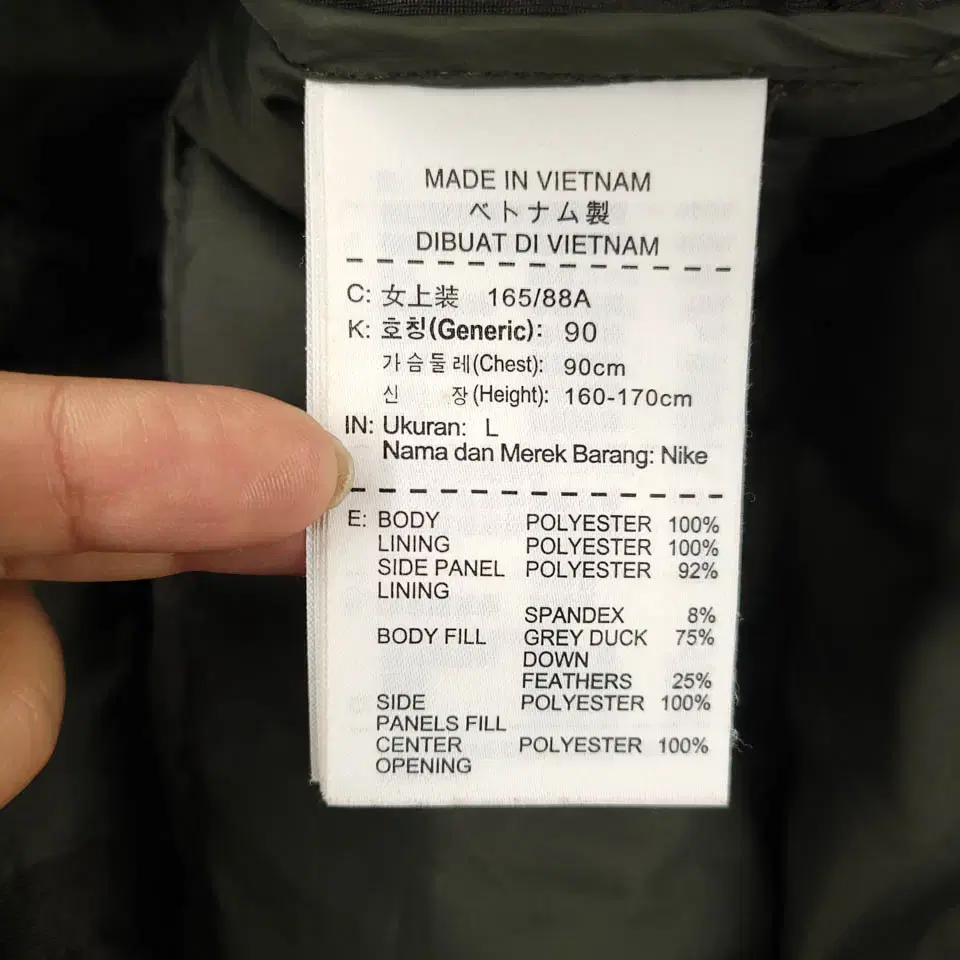 MADE IN VIETNAM
ベトナム製
DIBUAT DI VIETNAM
C: 女上装 165/88A
K: 호칭(Generic): 90
가슴둘레(Chest): 90cm
신 장(Height): 160-170cm
IN: Ukuran: L
Nama dan Merek Barang: Nike
E: BODY POLYESTER 100%
LINING POLYESTER 100%
SIDE PANEL POLYESTER 92%
LINING
SPANDEX 8%
BODY FILL GREY DUCK 75%
DOWN
FEATHERS 25%
SIDE POLYESTER 100%
PANELS FILL
CENTER POLYESTER 100%
OPENING